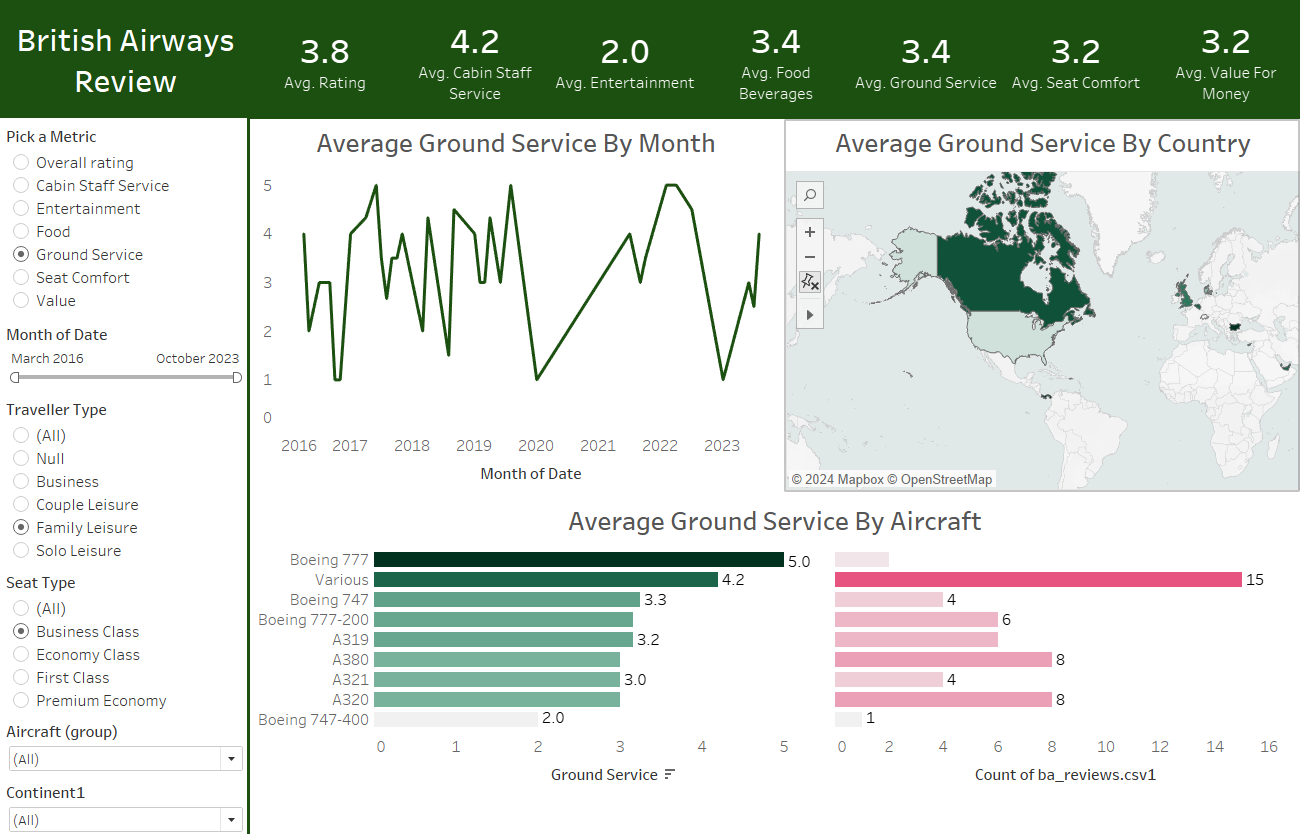 British Airways
Review
3.8
Avg. Rating
4.2
Avg. Cabin Staff
Service
2.0
Avg. Entertainment
3.4
Avg. Food
Beverages
3.4
Avg. Ground Service
3.2
Avg. Seat Comfort
3.2
Avg. Value For
Money
Pick a Metric
Overall rating
Cabin Staff Service
Entertainment
Food
Ground Service
Seat Comfort
Value
Month of Date
March 2016 October 2023
Traveller Type
(All)
Null
Business
Couple Leisure
Family Leisure
Solo Leisure
Seat Type
(All)
Business Class
Economy Class
First Class
Premium Economy
Aircraft (group)
(All)
Continent1
(All)
Average Ground Service By Month
5
4
3
2
1
0
2016 2017 2018 2019 2020 2021 2022 2023
Month of Date
Average Ground Service By Country
© 2024 Mapbox © OpenStreetMap
Average Ground Service By Aircraft
Boeing 777 5.0
Various 4.2 15
Boeing 747 3.3 4
Boeing 777-200 6
A319 3.2
A380 8
A321 3.0 4
A320 8
Boeing 747-400 2.0 1
0 1 2 3 4 5
Ground Service
0 2 4 6 8 10 12 14 16
Count of ba_reviews.csv1